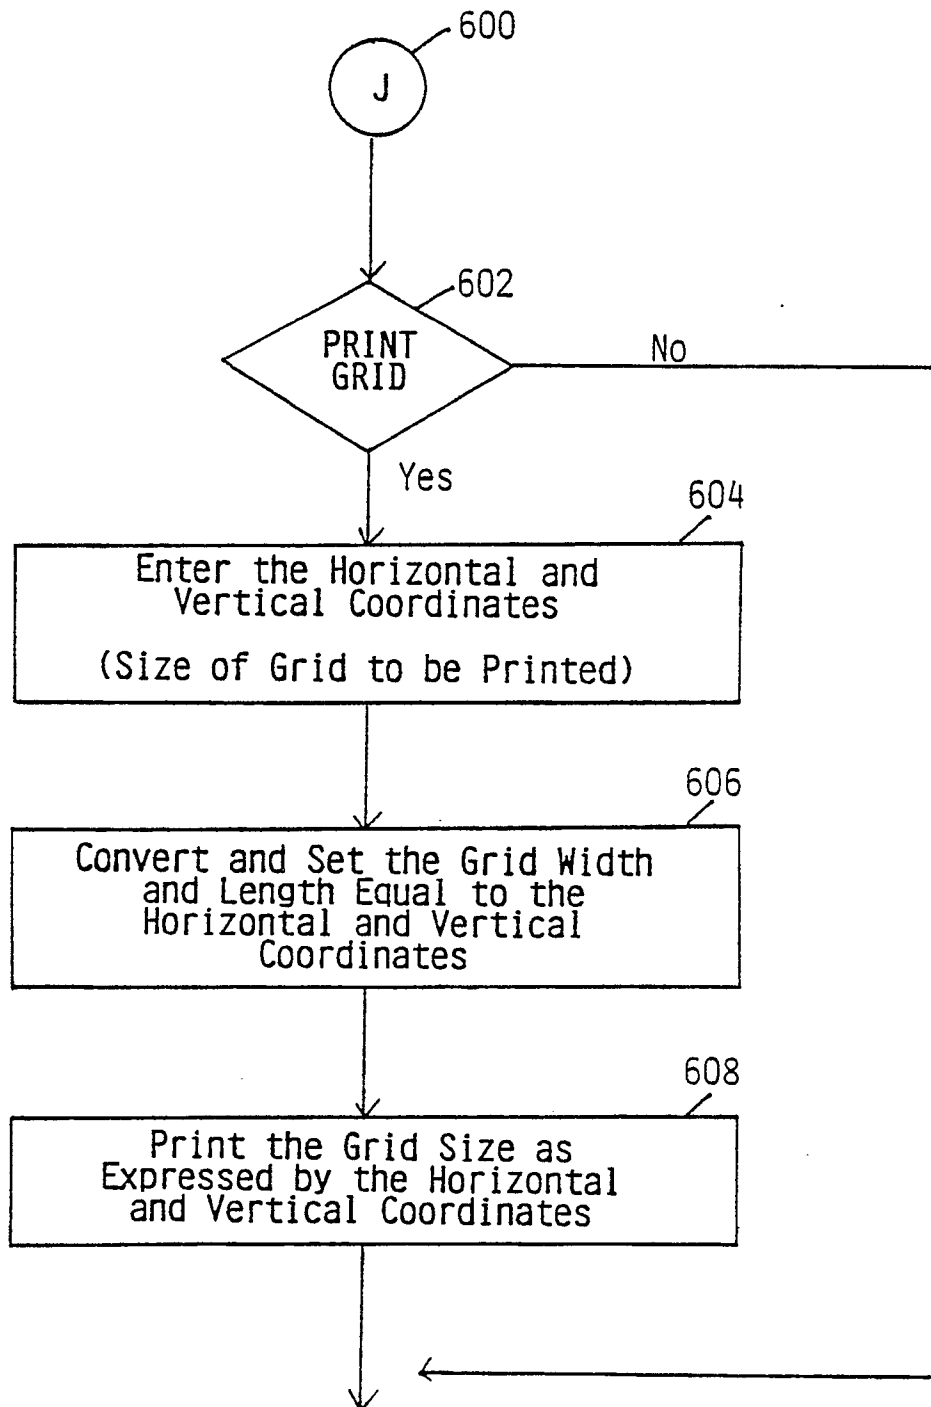 600
J
602
PRINT
GRID
No
Yes
604
Enter the Horizontal and
Vertical Coordinates
(Size of Grid to be Printed)
606
Convert and Set the Grid Width
and Length Equal to the
Horizontal and Vertical
Coordinates
608
Print the Grid Size as
Expressed by the Horizontal
and Vertical Coordinates